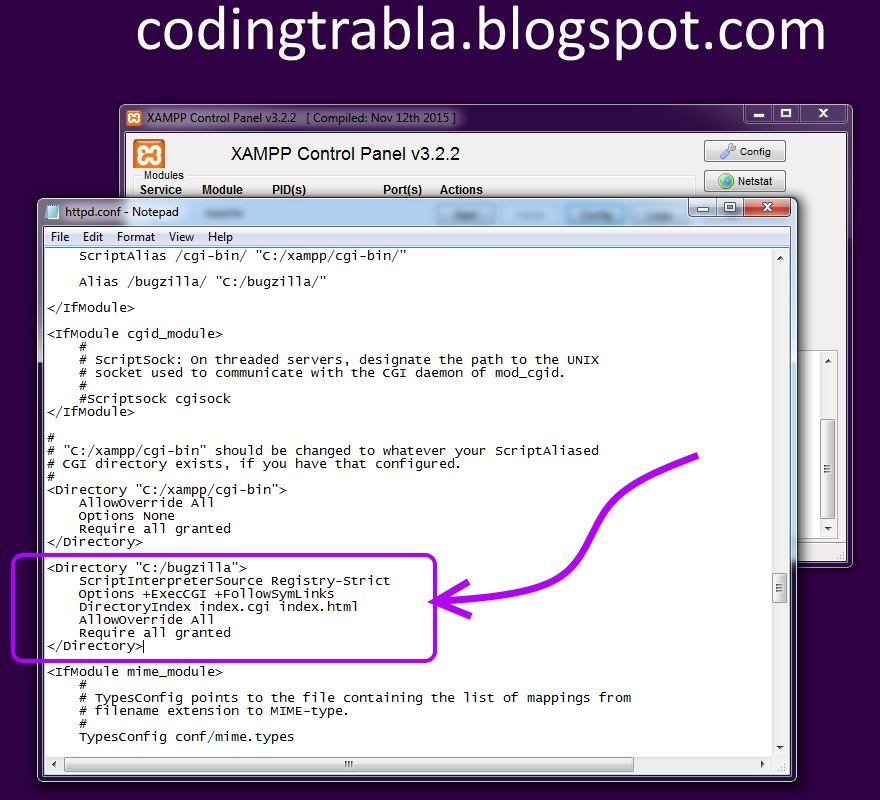 codingtrabla.blogspot.com
XAMPP Control Panel v3.2.2 [ Compiled: Nov 12th 2015 ]
XAMPP Control Panel v3.2.2
Config
Modules
Netstat
Service Module PID(s) Port(s) Actions
httpd.conf - Notepad
File Edit Format View Help
ScriptAlias /cgi-bin/ "C:/xampp/cgi-bin/"
Alias /bugzilla/ "C:/bugzilla/"
</IfModule>
<IfModule cgid_module>
#
# ScriptSock: On threaded servers, designate the path to the UNIX
# socket used to communicate with the CGI daemon of mod_cgid.
#
#Scriptsock cgisock
</IfModule>
#
# "C:/xampp/cgi-bin" should be changed to whatever your ScriptAliased
# CGI directory exists, if you have that configured.
#
<Directory "C:/xampp/cgi-bin">
AllowOverride All
Options None
Require all granted
</Directory>
<Directory "C:/bugzilla">
ScriptInterpreterSource Registry-Strict
Options +ExecCGI +FollowSymLinks
DirectoryIndex index.cgi index.html
AllowOverride All
Require all granted
</Directory>
<IfModule mime_module>
#
# TypesConfig points to the file containing the list of mappings from
# filename extension to MIME-type.
#
TypesConfig conf/mime.types